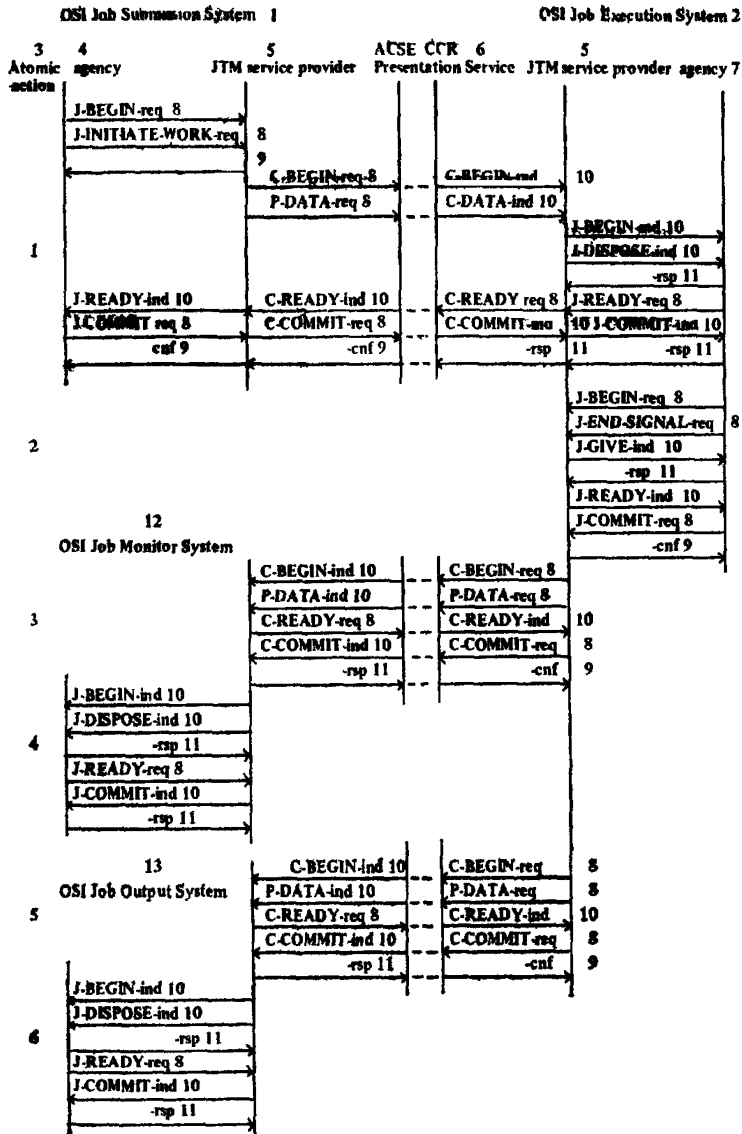 OSI Job Submission System 1 OSI Job Execution System 2
3 4 5 ACSE CCR 6 5
Atomic agency JTM service provider Presentation Service JTM service provider agency 7
action
J-BEGIN-req 8
J-INITIATE-WORK-req 8
9
C-BEGIN-req 8 C-BEGIN-ind 10
P-DATA-req 8 C-DATA-ind 10
J-BEGIN-ind 10
1 J-DISPOSE-ind 10
-rsp 11
J-READY-ind 10 C-READY-ind 10 C-READY req 8 J-READY-req 8
J-COMMIT req 8 C-COMMIT-req 8 C-COMMIT-ind 10 J-COMMIT-ind 10
-cnf 9 -cnf 9 -rsp 11 -rsp 11
J-BEGIN-req 8
J-END-SIGNAL-req 8
2 J-GIVE-ind 10
-rsp 11
J-READY-ind 10
12 J-COMMIT-req 8
OSI Job Monitor System -cnf 9
C-BEGIN-ind 10 C-BEGIN-req 8
P-DATA-ind 10 P-DATA-req 8
3 C-READY-req 8 C-READY-ind 10
C-COMMIT-ind 10 C-COMMIT-req 8
-rsp 11 -cnf 9
J-BEGIN-ind 10
J-DISPOSE-ind 10
4 -rsp 11
J-READY-req 8
J-COMMIT-ind 10
-rsp 11
13 C-BEGIN-ind 10 C-BEGIN-req 8
OSI Job Output System P-DATA-ind 10 P-DATA-req 8
5 C-READY-req 8 C-READY-ind 10
C-COMMIT-ind 10 C-COMMIT-req 8
-rsp 11 -cnf 9
J-BEGIN-ind 10
J-DISPOSE-ind 10
6 -rsp 11
J-READY-req 8
J-COMMIT-ind 10
-rsp 11